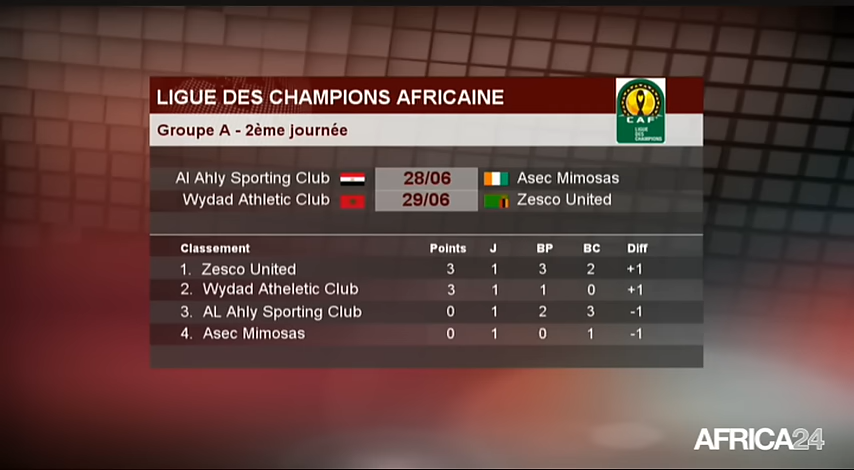 LIGUE DES CHAMPIONS AFRICAINE
CAF
LIGUE
DES
CHAMPIONS
Groupe A - 2ème journée
Al Ahly Sporting Club 28/06 Asec Mimosas
Wydad Athletic Club 29/06 Zesco United
Classement Points J BP BC Diff
1. Zesco United 3 1 3 2 +1
2. Wydad Atheletic Club 3 1 1 0 +1
3. AL Ahly Sporting Club 0 1 2 3 -1
4. Asec Mimosas 0 1 0 1 -1
AFRICA24